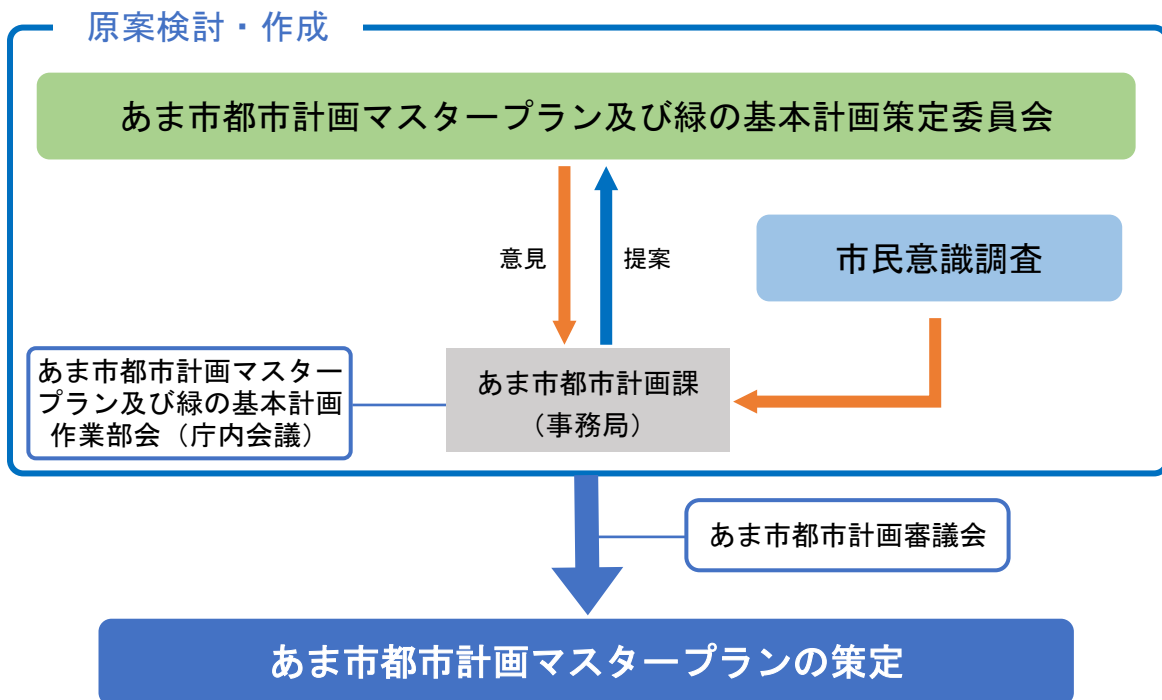 原案検討・作成
あま市都市計画マスタープラン及び緑の基本計画策定委員会
意見
提案
市民意識調査
あま市都市計画マスター
プラン及び緑の基本計画
作業部会（庁内会議）
あま市都市計画課
（事務局）
あま市都市計画審議会
あま市都市計画マスタープランの策定